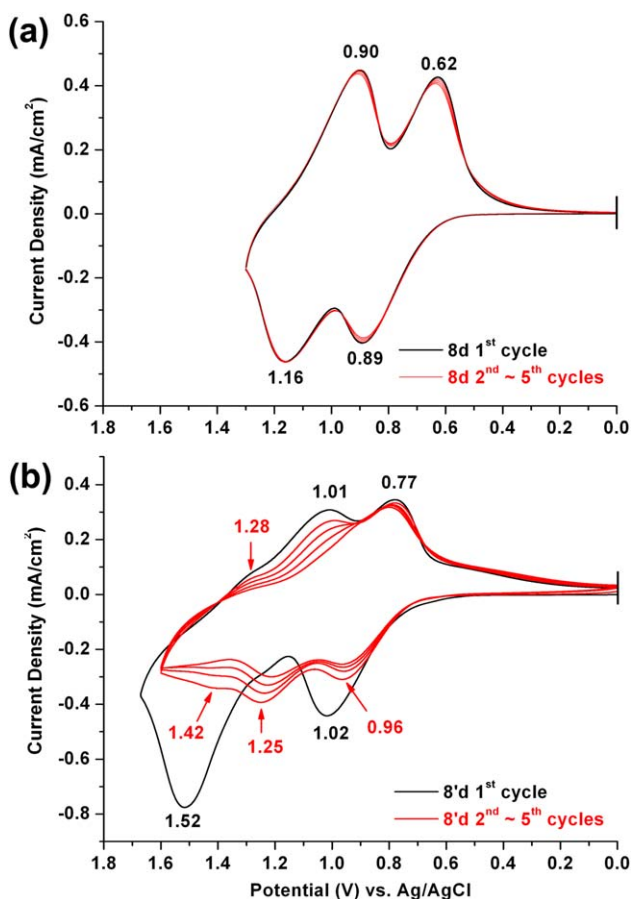 (a)
0.6
0.4
0.2
0.0
-0.2
-0.4
-0.6
Current Density (mA/cm²)
0.90
0.62
1.16
0.89
8d 1ˢᵗ cycle
8d 2ⁿᵈ ~ 5ᵗʰ cycles
1.8 1.6 1.4 1.2 1.0 0.8 0.6 0.4 0.2 0.0
(b)
0.4
0.2
0.0
-0.2
-0.4
-0.6
-0.8
Current Density (mA/cm²)
1.28
1.01
0.77
1.42
1.25
1.02
0.96
1.52
8'd 1ˢᵗ cycle
8'd 2ⁿᵈ ~ 5ᵗʰ cycles
1.8 1.6 1.4 1.2 1.0 0.8 0.6 0.4 0.2 0.0
Potential (V) vs. Ag/AgCl